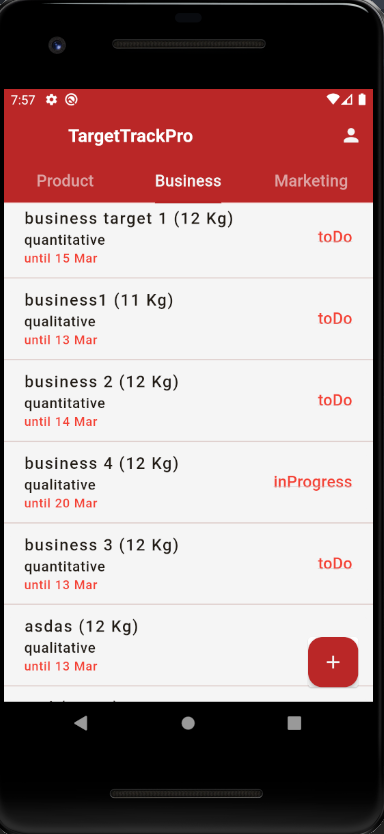 7:57
TargetTrackPro
Product Business Marketing
business target 1 (12 Kg)
quantitative
toDo
until 15 Mar
business1 (11 Kg)
qualitative
toDo
until 13 Mar
business 2 (12 Kg)
quantitative
toDo
until 14 Mar
business 4 (12 Kg)
qualitative
inProgress
until 20 Mar
business 3 (12 Kg)
quantitative
toDo
until 13 Mar
asdas (12 Kg)
qualitative
until 13 Mar
+